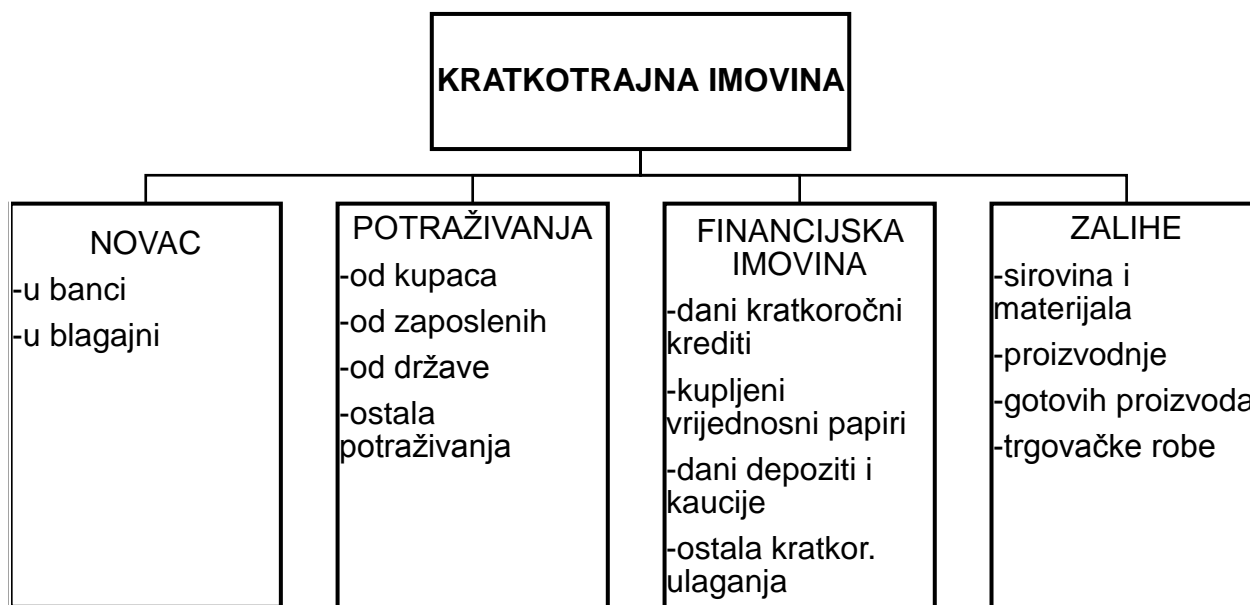 KRATKOTRAJNA IMOVINA
NOVAC
-u banci
-u blagajni
POTRAŽIVANJA
-od kupaca
-od zaposlenih
-od države
-ostala
potraživanja
FINANCIJSKA
IMOVINA
-dani kratkoročni
krediti
-kupljeni
vrijednosni papiri
-dani depoziti i
kaucije
-ostala kratkor.
ulaganja
ZALIHE
-sirovina i
materijala
-proizvodnje
-gotovih proizvoda
-trgovačke robe